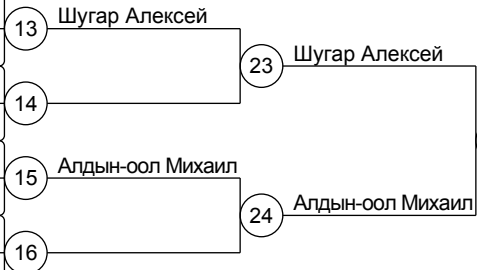 13 Шугар Алексей
23 Шугар Алексей
14
15 Алдын-оол Михаил
24 Алдын-оол Михаил
16